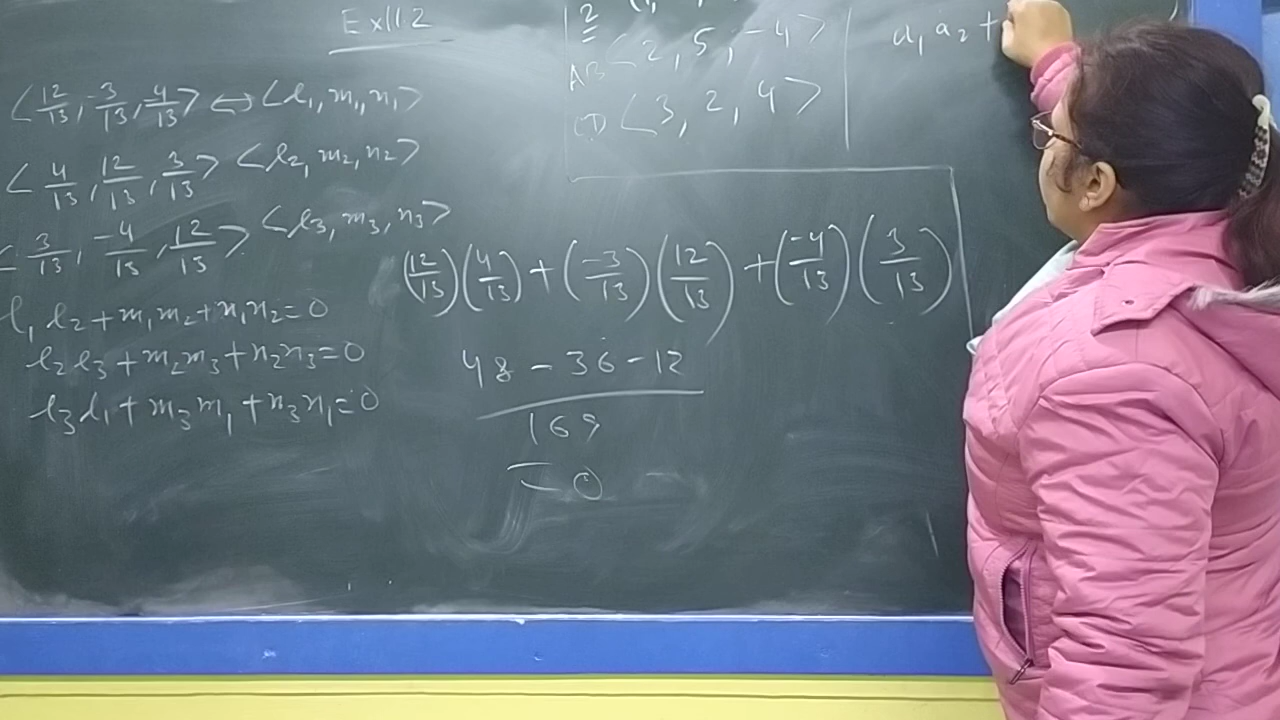 Ex 11.2
<12/13, -3/13, 4/13> ↔ <l₁, m₁, n₁>
<4/13, 12/13, 3/13> <l₂, m₂, n₂>
<3/13, -4/13, 12/13> <l₃, m₃, n₃>
l₁l₂ + m₁m₂ + n₁n₂ = 0
l₂l₃ + m₂m₃ + n₂n₃ = 0
l₃l₁ + m₃m₁ + n₃n₁ = 0
(12/13)(4/13) + (-3/13)(12/13) + (-4/13)(3/13)
48 - 36 - 12
169
= 0
2
AB <2, 5, -4>
CD <3, 2, 4>
a₁a₂ +